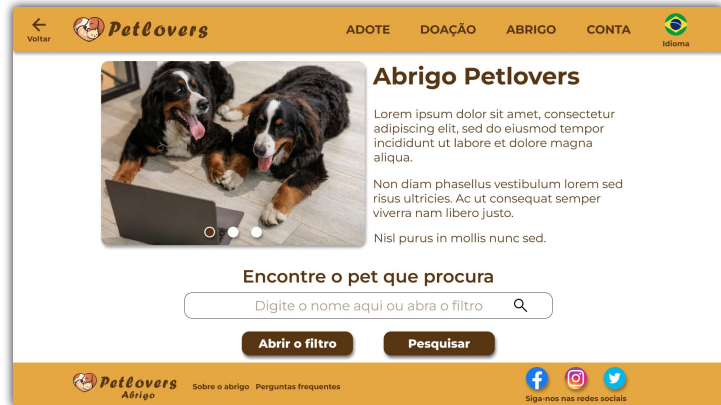 Voltar
Petlovers
ADOTE
DOAÇÃO
ABRIGO
CONTA
Idioma
Abrigo Petlovers
Lorem ipsum dolor sit amet, consectetur
adipiscing elit, sed do eiusmod tempor
incididunt ut labore et dolore magna
aliqua.
Non diam phasellus vestibulum lorem sed
risus ultricies. Ac ut consequat semper
viverra nam libero justo.
Nisl purus in mollis nunc sed.
Encontre o pet que procura
Digite o nome aqui ou abra o filtro
Abrir o filtro
Pesquisar
Petlovers
Abrigo
Sobre o abrigo
Perguntas frequentes
Siga-nos nas redes sociais